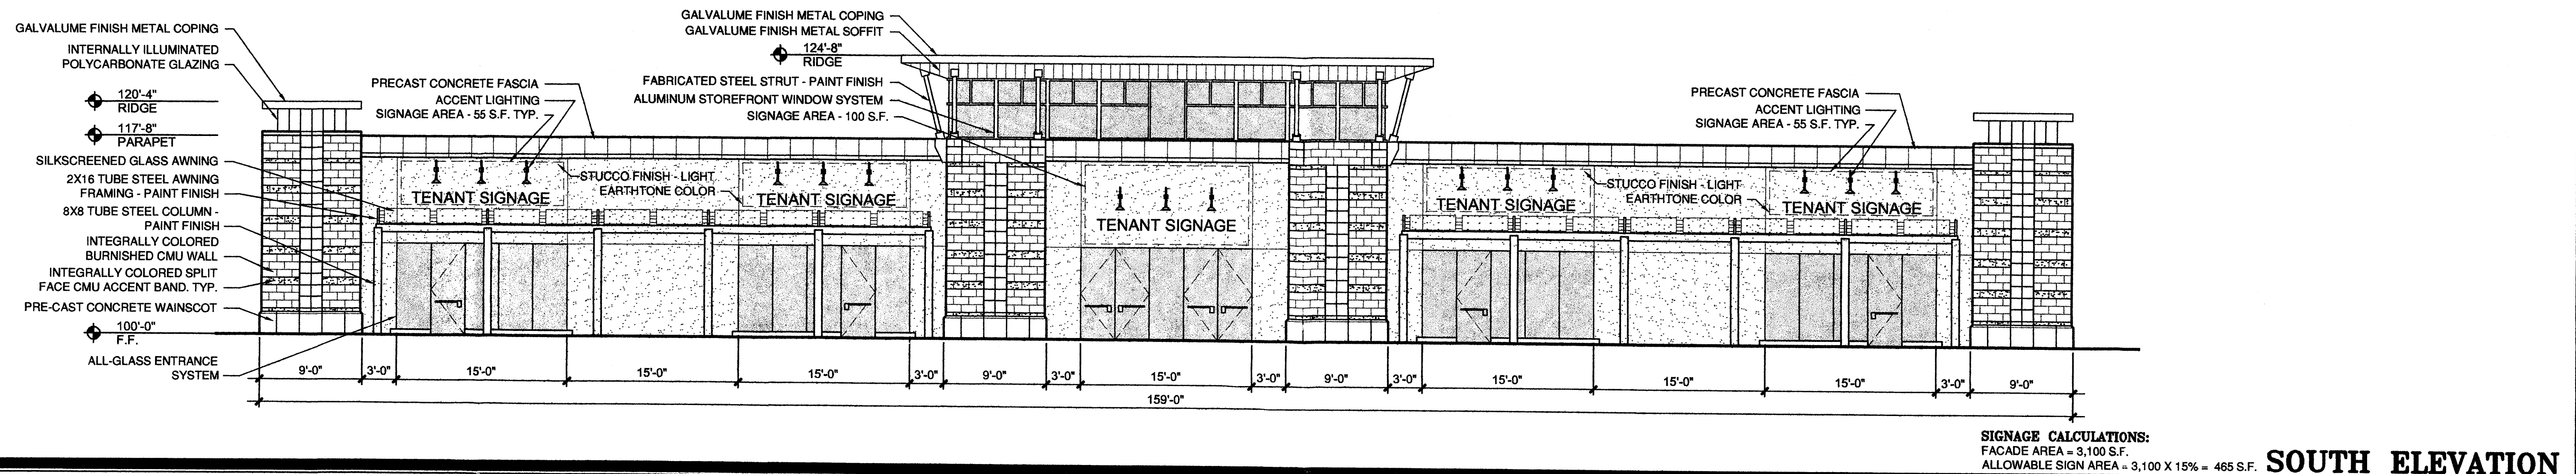 GALVALUME FINISH METAL COPING
INTERNALLY ILLUMINATED
POLYCARBONATE GLAZING
120'-4"
RIDGE
117'-8"
PARAPET
SILKSCREENED GLASS AWNING
2X16 TUBE STEEL AWNING
FRAMING - PAINT FINISH
8X8 TUBE STEEL COLUMN -
PAINT FINISH
INTEGRALLY COLORED
BURNISHED CMU WALL
INTEGRALLY COLORED SPLIT
FACE CMU ACCENT BAND. TYP.
PRE-CAST CONCRETE WAINSCOT
100'-0"
F.F.
ALL-GLASS ENTRANCE
SYSTEM
PRECAST CONCRETE FASCIA
ACCENT LIGHTING
SIGNAGE AREA - 55 S.F. TYP.
GALVALUME FINISH METAL COPING
GALVALUME FINISH METAL SOFFIT
124'-8"
RIDGE
FABRICATED STEEL STRUT - PAINT FINISH
ALUMINUM STOREFRONT WINDOW SYSTEM
SIGNAGE AREA - 100 S.F.
STUCCO FINISH - LIGHT
EARTHTONE COLOR
TENANT SIGNAGE
TENANT SIGNAGE
TENANT SIGNAGE
PRECAST CONCRETE FASCIA
ACCENT LIGHTING
SIGNAGE AREA - 55 S.F. TYP.
STUCCO FINISH - LIGHT
EARTHTONE COLOR
TENANT SIGNAGE
TENANT SIGNAGE
9'-0" 3'-0" 15'-0" 15'-0" 15'-0" 3'-0" 9'-0" 3'-0" 15'-0" 3'-0" 9'-0" 3'-0" 15'-0" 15'-0" 15'-0" 3'-0" 9'-0"
159'-0"
SIGNAGE CALCULATIONS:
FACADE AREA = 3,100 S.F.
ALLOWABLE SIGN AREA = 3,100 X 15% = 465 S.F.
SOUTH ELEVATION